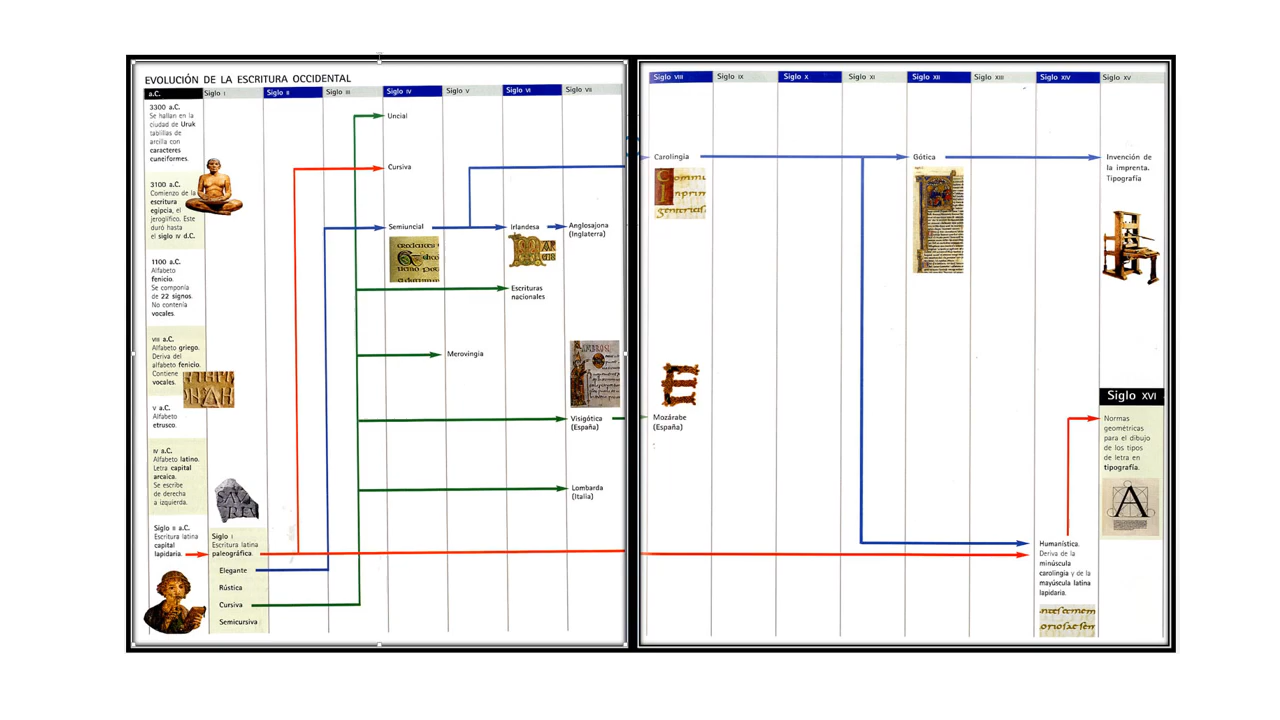 EVOLUCIÓN DE LA ESCRITURA OCCIDENTAL
a.C.
Siglo I
Siglo II
Siglo III
Siglo IV
Siglo V
Siglo VI
Siglo VII
Siglo VIII
Siglo IX
Siglo X
Siglo XI
Siglo XII
Siglo XIII
Siglo XIV
Siglo XV
3300 a.C.
Se hallan en la
ciudad de Uruk
tablillas de
arcilla con
caracteres
cuneiformes.
3100 a.C.
Comienzo de la
escritura
egipcia, el
jeroglífico. Este
duró hasta
el siglo IV d.C.
1100 a.C.
Alfabeto
fenicio.
Se componía
de 22 signos.
No contenía
vocales.
VIII a.C.
Alfabeto griego.
Deriva del
alfabeto fenicio.
Contiene
vocales.
V a.C.
Alfabeto
etrusco.
IV a.C.
Alfabeto latino.
Letra capital
arcaica.
Se escribe
de derecha
a izquierda.
Siglo II a.C.
Escritura latina
capital
lapidaria.
Siglo I
Escritura latina
paleográfica.
Elegante
Rústica
Cursiva
Semicursiva
Uncial
Cursiva
Semiuncial
Irlandesa
Anglosajona
(Inglaterra)
Escrituras
nacionales
Merovingia
Visigótica
(España)
Lombarda
(Italia)
Carolingia
Gótica
Invención de
la imprenta.
Tipografía
E
Mozárabe
(España)
Siglo XVI
Normas
geométricas
para el dibujo
de los tipos
de letra en
tipografía.
A
Humanística.
Deriva de la
minúscula
carolingia y de la
mayúscula latina
lapidaria.